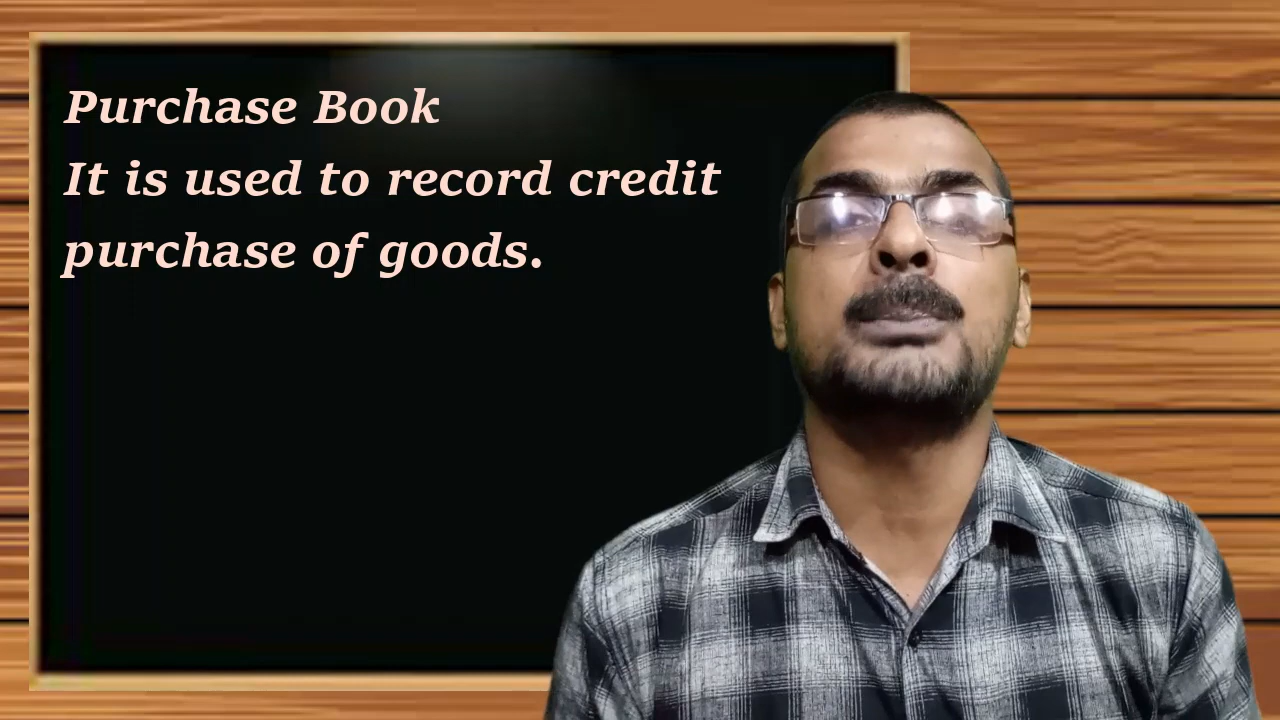 Purchase Book
It is used to record credit
purchase of goods.